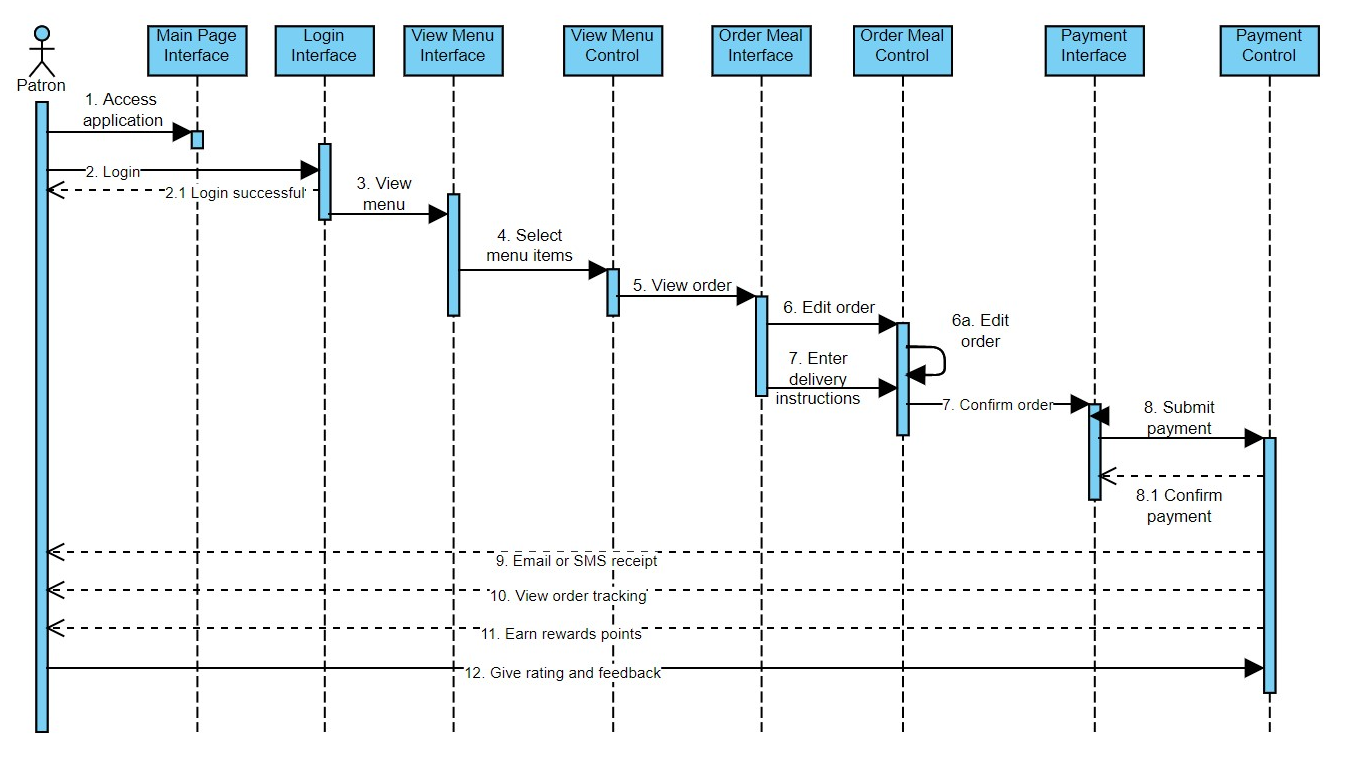 Patron
Main Page
Interface
Login
Interface
View Menu
Interface
View Menu
Control
Order Meal
Interface
Order Meal
Control
Payment
Interface
Payment
Control
1. Access
application
2. Login
2.1 Login successful
3. View
menu
4. Select
menu items
5. View order
6. Edit order
6a. Edit
order
7. Enter
delivery
instructions
7. Confirm order
8. Submit
payment
8.1 Confirm
payment
9. Email or SMS receipt
10. View order tracking
11. Earn rewards points
12. Give rating and feedback